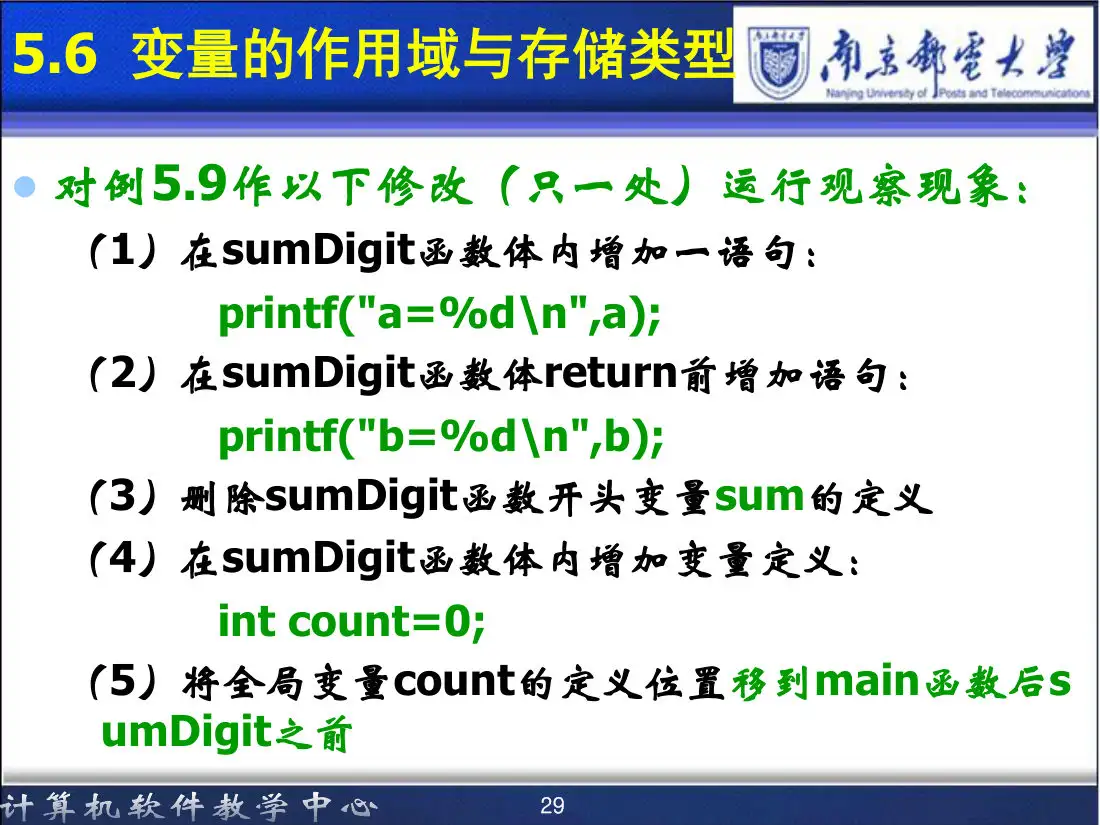 5.6 变量的作用域与存储类型
南京邮电大学
Nanjing University of Posts and Telecommunications
对例5.9作以下修改（只一处）运行观察现象：
（1）在sumDigit函数体内增加一语句：
printf("a=%d\n",a);
（2）在sumDigit函数体return前增加语句：
printf("b=%d\n",b);
（3）删除sumDigit函数开头变量sum的定义
（4）在sumDigit函数体内增加变量定义：
int count=0;
（5）将全局变量count的定义位置移到main函数后s
umDigit之前
计算机软件教学中心
29